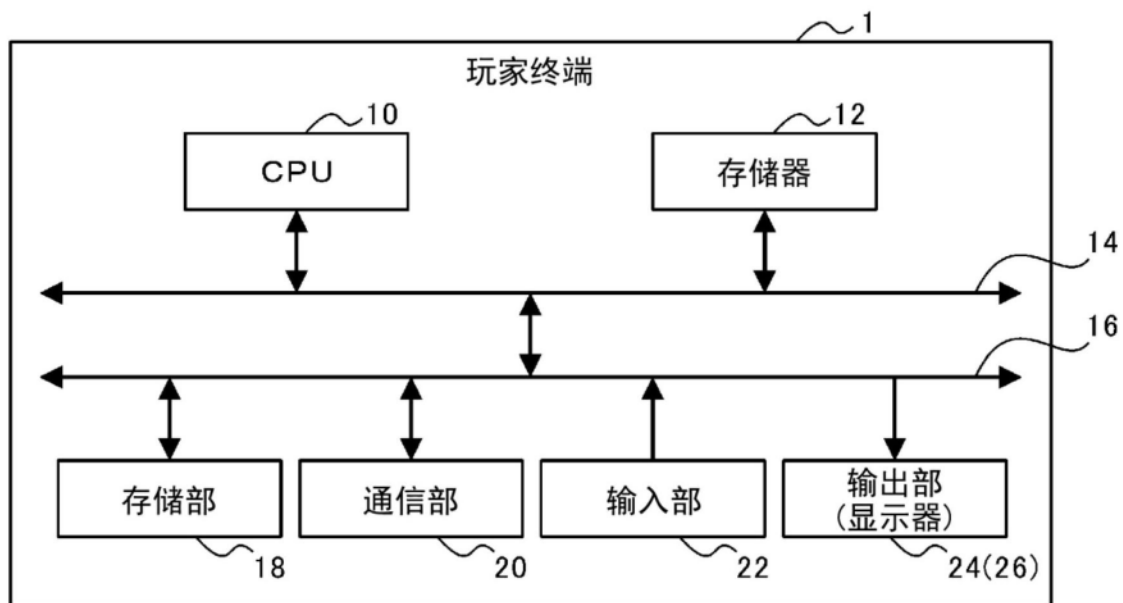 1
玩家终端
10
12
CPU
存储器
14
16
存储部
通信部
输入部
输出部
(显示器)
18
20
22
24(26)